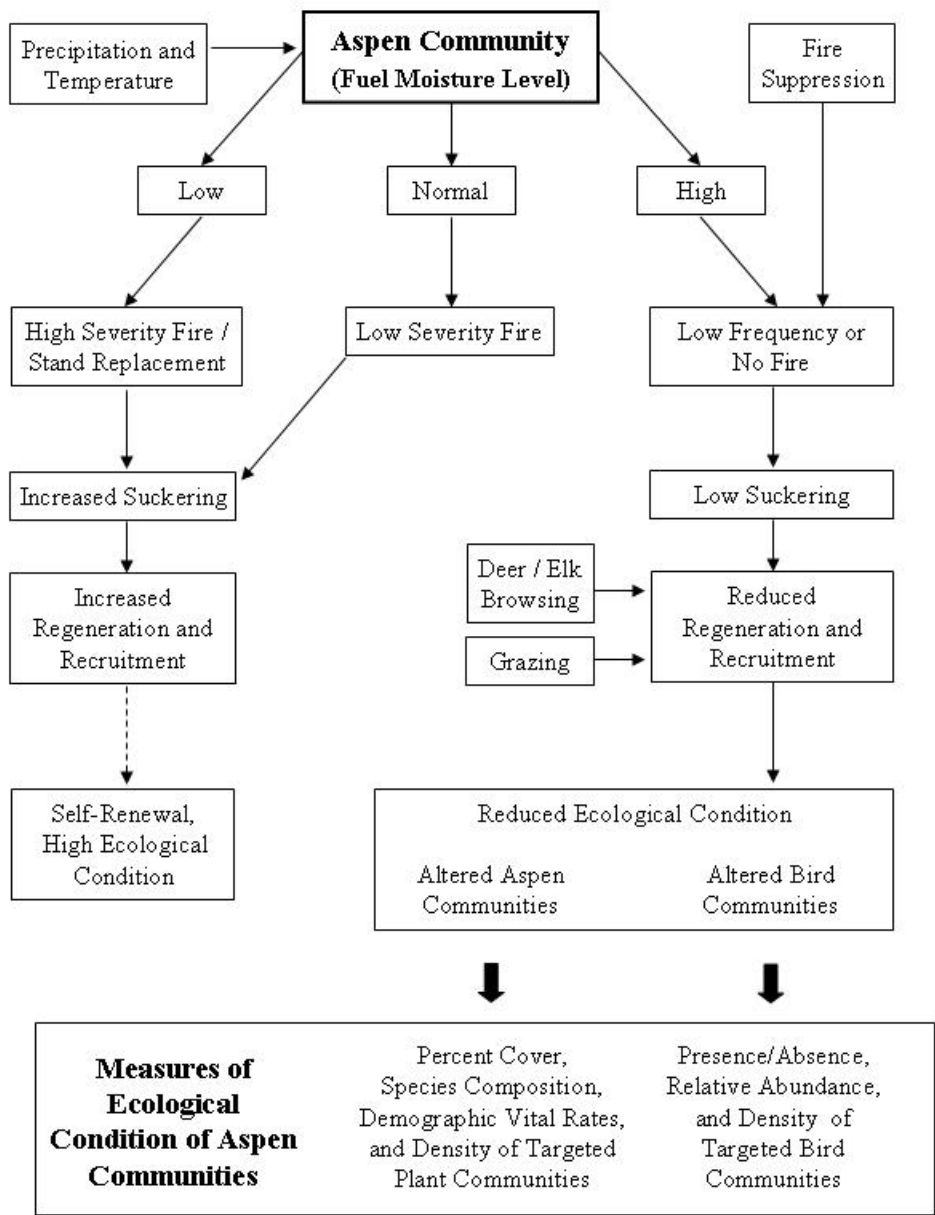 Precipitation and
Temperature
Aspen Community
(Fuel Moisture Level)
Fire
Suppression
Low
Normal
High
High Severity Fire /
Stand Replacement
Low Severity Fire
Low Frequency or
No Fire
Increased Suckering
Low Suckering
Increased
Regeneration and
Recruitment
Deer / Elk
Browsing
Grazing
Reduced
Regeneration and
Recruitment
Self-Renewal,
High Ecological
Condition
Reduced Ecological Condition
Altered Aspen
Communities
Altered Bird
Communities
Measures of
Ecological
Condition of Aspen
Communities
Percent Cover,
Species Composition,
Demographic Vital Rates,
and Density of Targeted
Plant Communities
Presence/Absence,
Relative Abundance,
and Density of
Targeted Bird
Communities